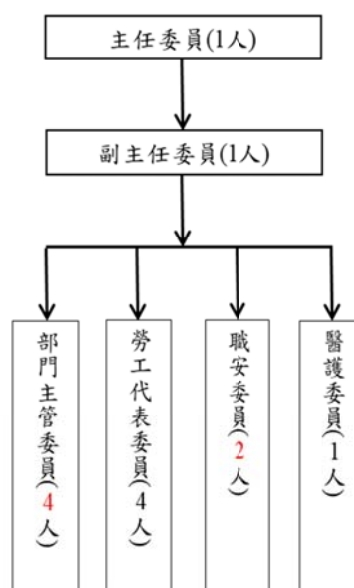 主任委員(1人)
副主任委員(1人)
部門主管委員(4人)
勞工代表委員(4人)
職安委員(2人)
醫護委員(1人)